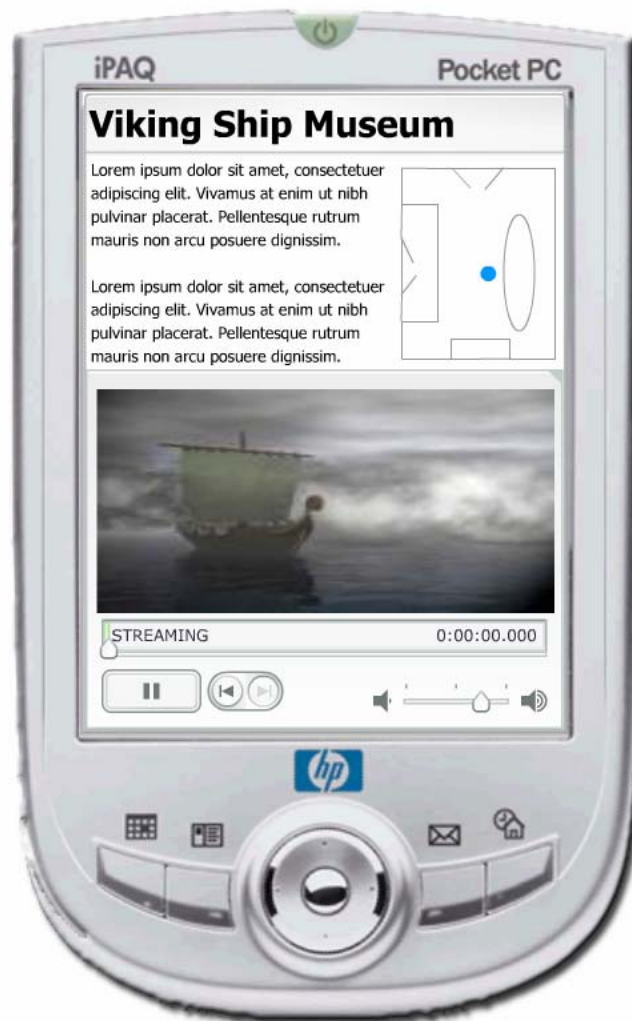 iPAQ
Pocket PC
Viking Ship Museum
Lorem ipsum dolor sit amet, consectetuer
adipiscing elit. Vivamus at enim ut nibh
pulvinar placerat. Pellentesque rutrum
mauris non arcu posuere dignissim.
Lorem ipsum dolor sit amet, consectetuer
adipiscing elit. Vivamus at enim ut nibh
pulvinar placerat. Pellentesque rutrum
mauris non arcu posuere dignissim.
STREAMING 0:00:00.000
hp